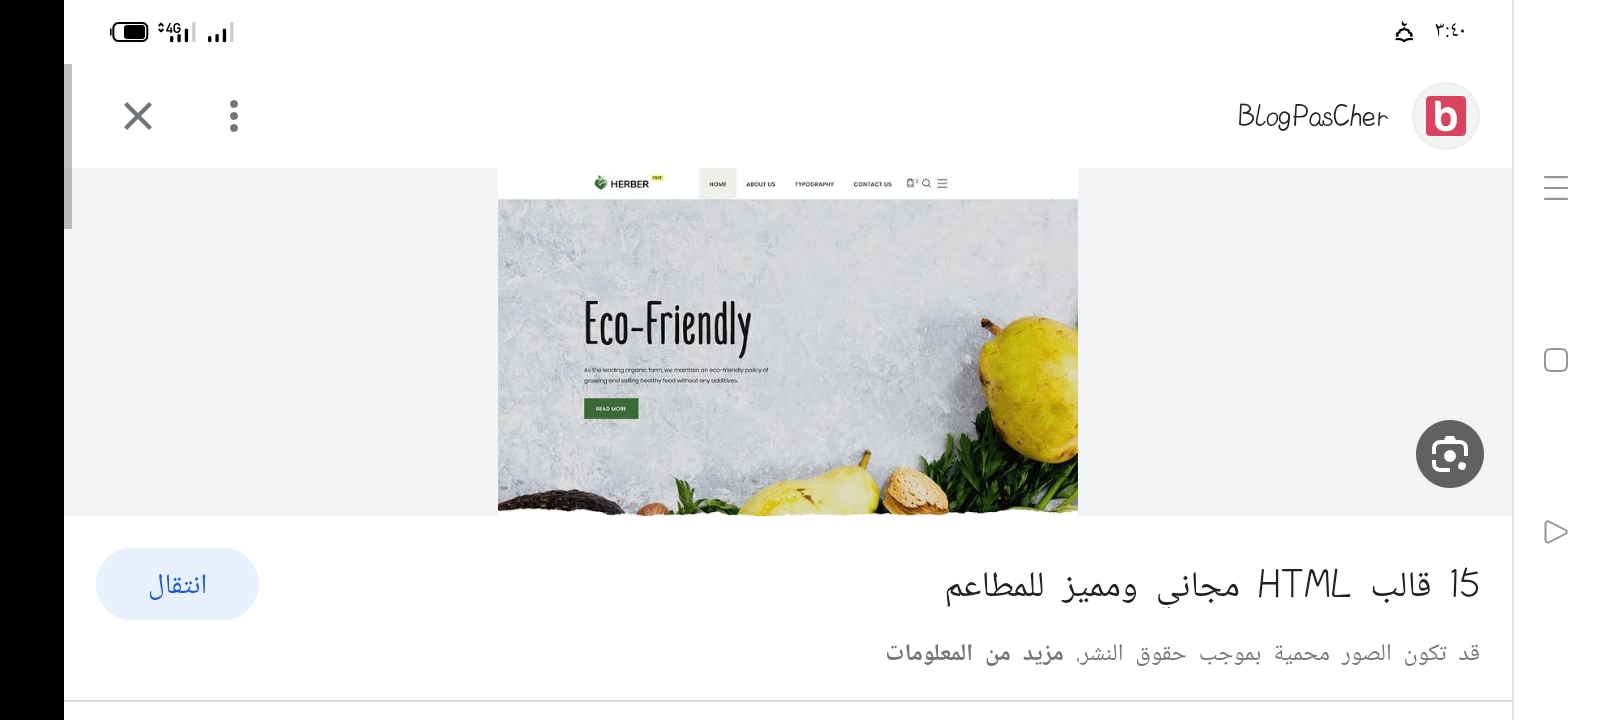 ٣:٤٠
4G
BlogPasCher
b
HERBER
FREE
HOME
ABOUT US
TYPOGRAPHY
CONTACT US
Eco-Friendly
As the leading organic farm, we maintain an eco-friendly policy of
growing and selling healthy food without any additives.
READ MORE
15 قالب HTML مجاني ومميز للمطاعم
انتقال
قد تكون الصور محمية بموجب حقوق النشر. مزيد من المعلومات